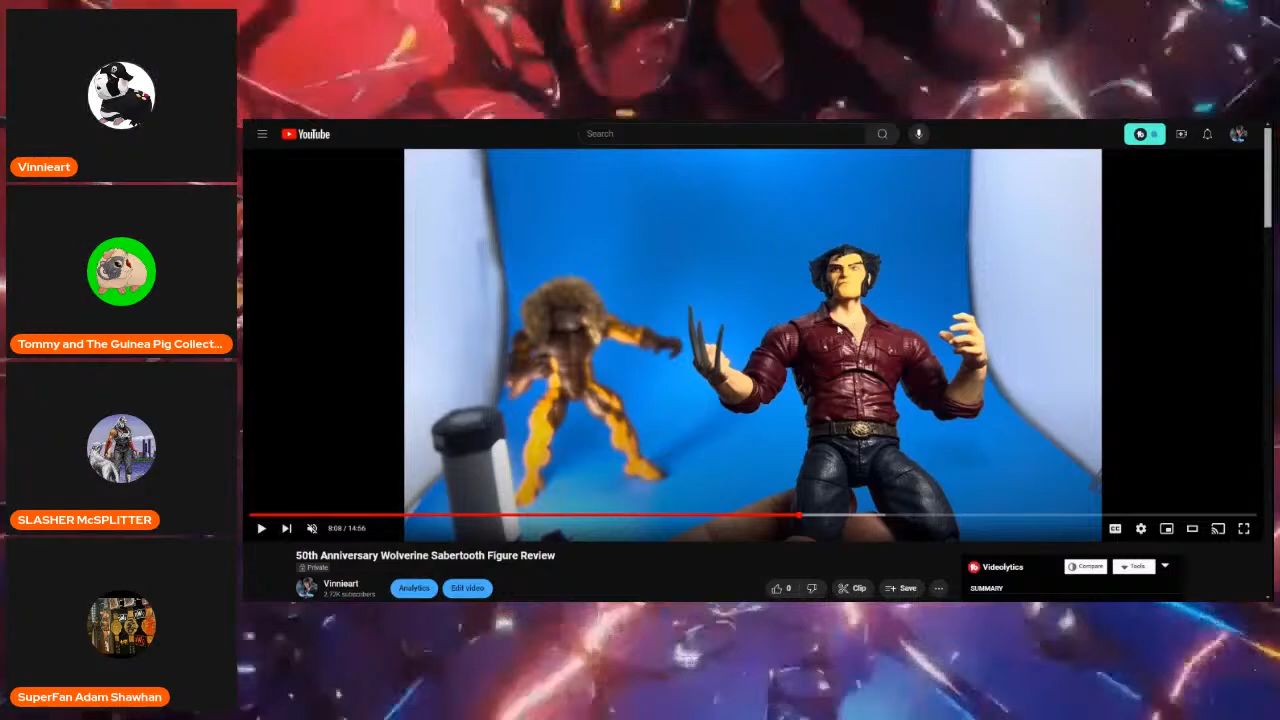 Vinnieart
Tommy and The Guinea Pig Collect...
SLASHER McSPLITTER
SuperFan Adam Shawhan
YouTube
Search
8:08 / 14:56
CC
50th Anniversary Wolverine Sabertooth Figure Review
Private
Vinnieart
2.72K subscribers
Analytics
Edit video
0
Clip
Save
Videolytics
Compare
Tools
SUMMARY